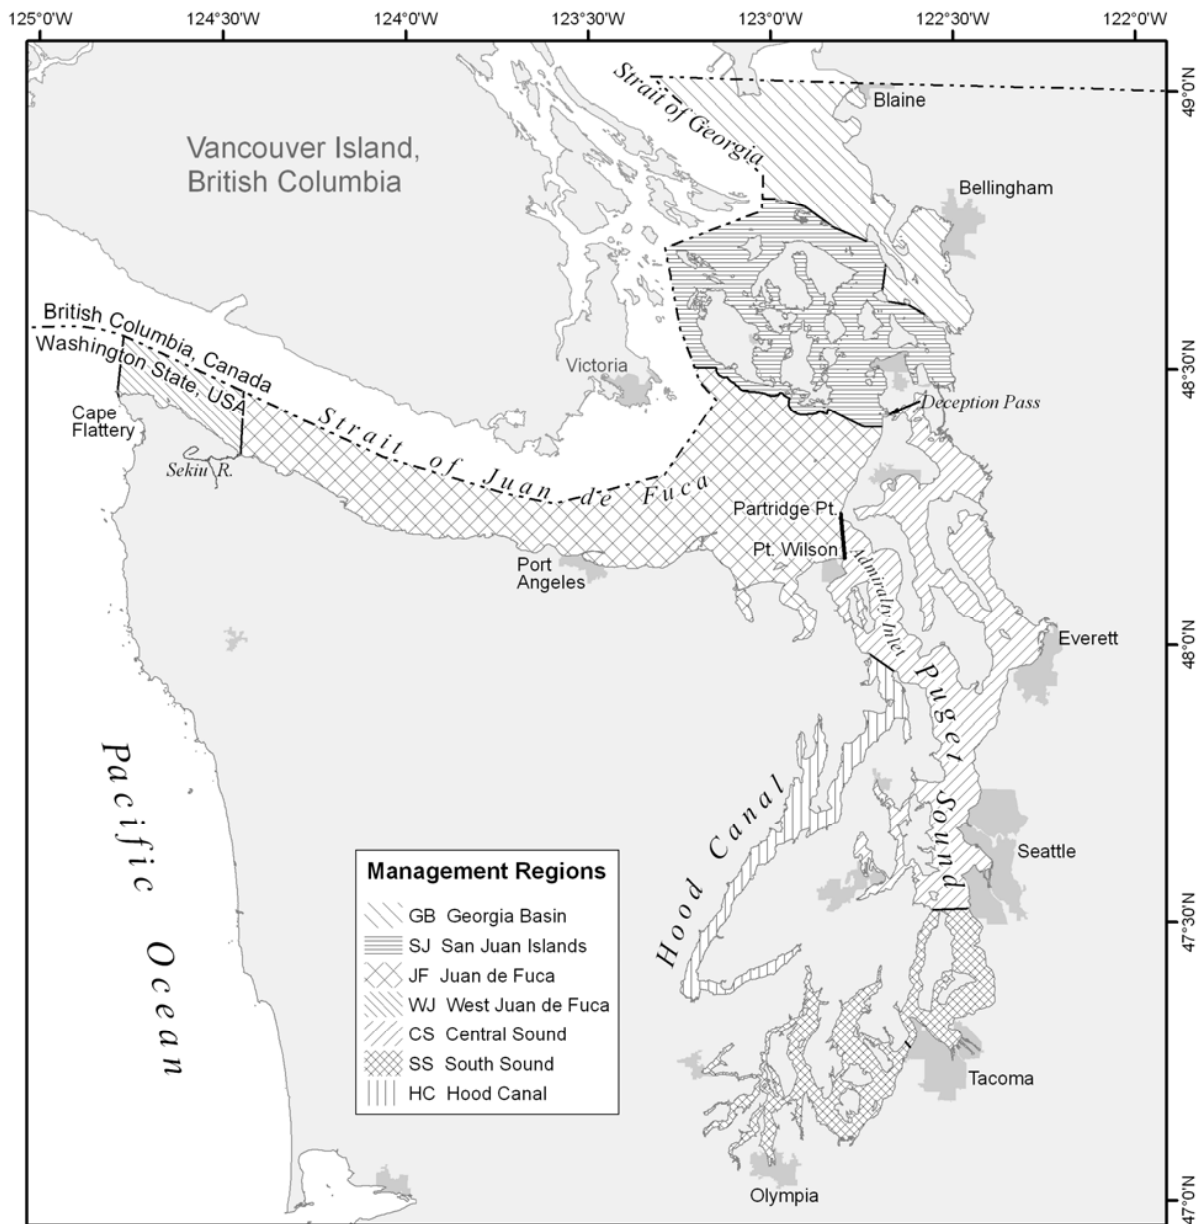 125°0'W
124°30'W
124°0'W
123°30'W
123°0'W
122°30'W
122°0'W
49°0'N
48°30'N
48°0'N
47°30'N
47°0'N
Strait of Georgia
Blaine
Vancouver Island,
British Columbia
Bellingham
British Columbia, Canada
Washington State, USA
Victoria
Cape
Flattery
Deception Pass
Sekiu R.
Strait of Juan de Fuca
Partridge Pt.
Pt. Wilson
Port
Angeles
Admiralty Inlet
Everett
Puget Sound
Pacific Ocean
Hood Canal
Seattle
Management Regions
GB Georgia Basin
SJ San Juan Islands
JF Juan de Fuca
WJ West Juan de Fuca
CS Central Sound
SS South Sound
HC Hood Canal
Tacoma
Olympia